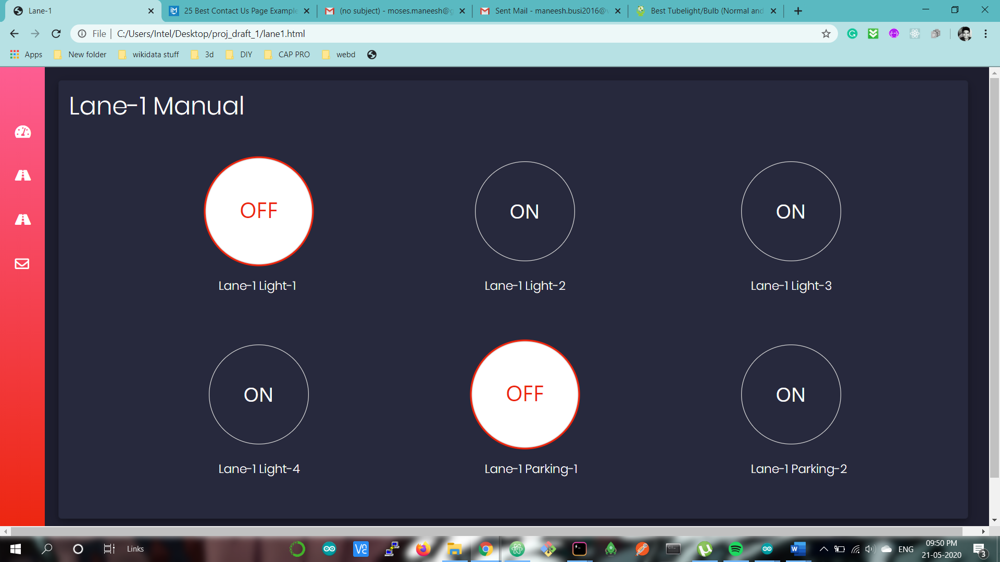 Lane-1
25 Best Contact Us Page Example
(no subject) - moses.maneesh@g
Sent Mail - maneesh.busi2016@v
Best Tubelight/Bulb (Normal and
File C:/Users/Intel/Desktop/proj_draft_1/lane1.html
Apps New folder wikidata stuff 3d DIY CAP PRO webd
Lane-1 Manual
OFF ON ON
Lane-1 Light-1 Lane-1 Light-2 Lane-1 Light-3
ON OFF ON
Lane-1 Light-4 Lane-1 Parking-1 Lane-1 Parking-2
Links
ENG
09:50 PM
21-05-2020
3